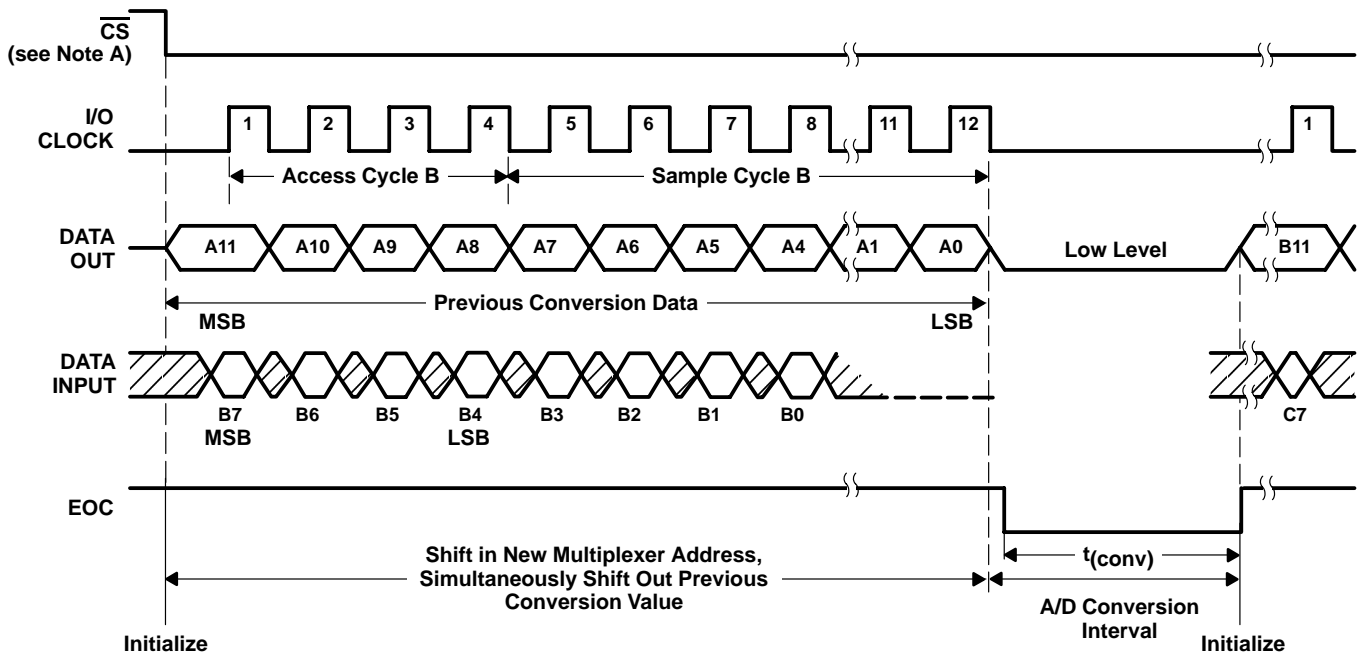 CS
(see Note A)
I/O
CLOCK
1 2 3 4 5 6 7 8 11 12 1
Access Cycle B Sample Cycle B
DATA
OUT
A11 A10 A9 A8 A7 A6 A5 A4 A1 A0 Low Level B11
Previous Conversion Data
MSB LSB
DATA
INPUT
B7 B6 B5 B4 B3 B2 B1 B0 C7
MSB LSB
EOC
Shift in New Multiplexer Address,
Simultaneously Shift Out Previous
Conversion Value
t(conv)
A/D Conversion
Interval
Initialize Initialize